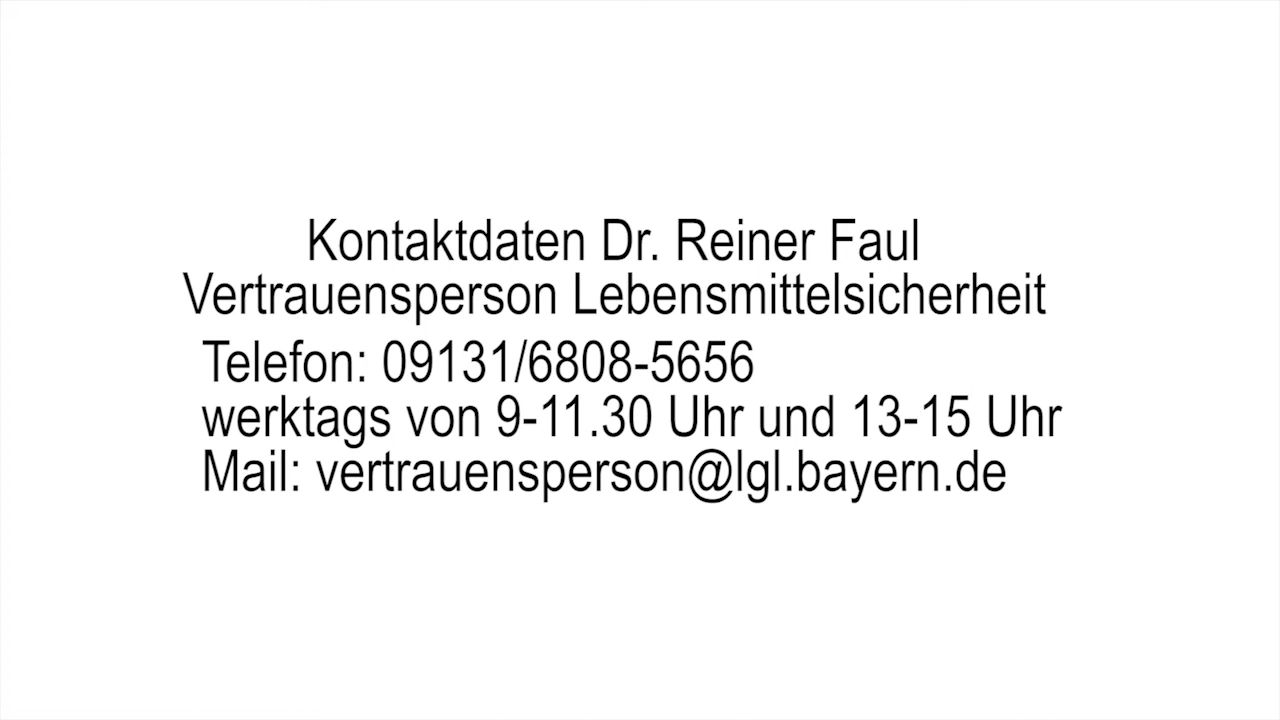 Kontaktdaten Dr. Reiner Faul
Vertrauensperson Lebensmittelsicherheit
Telefon: 09131/6808-5656
werktags von 9-11.30 Uhr und 13-15 Uhr
Mail: vertrauensperson@lgl.bayern.de